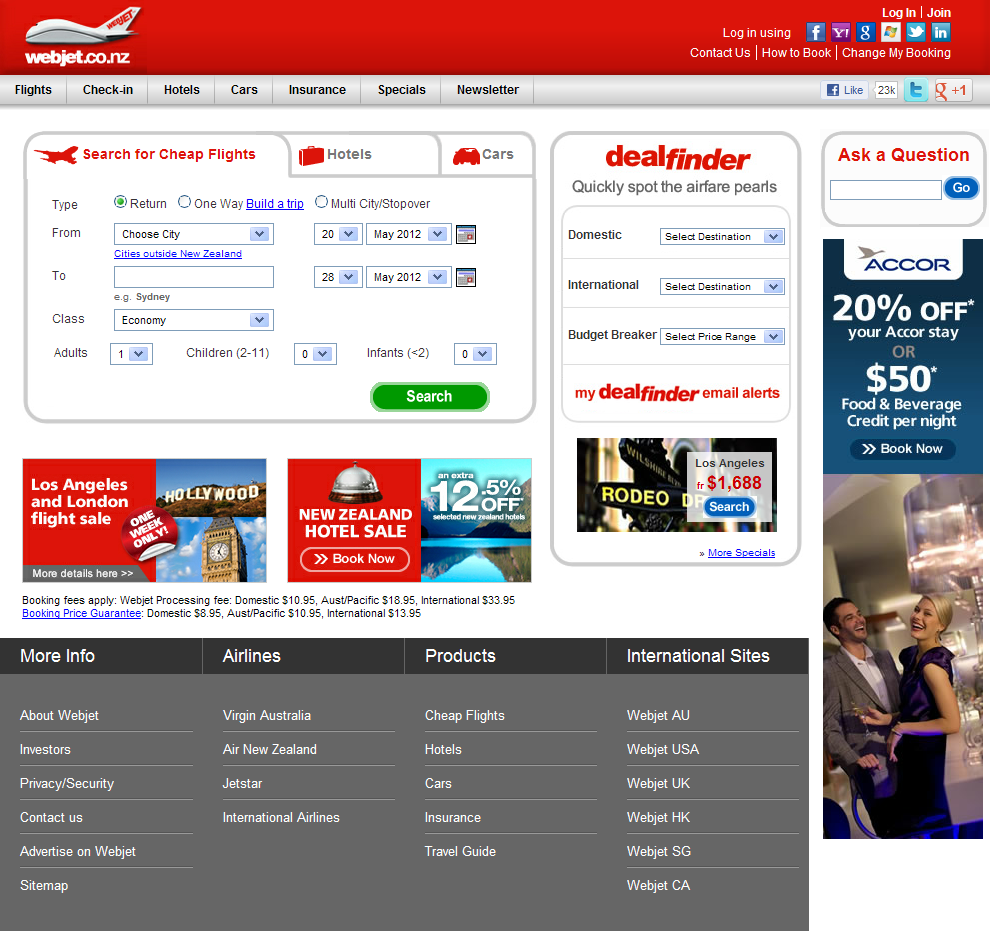 WEBJET
webjet.co.nz
Log In | Join
Log in using
Contact Us | How to Book | Change My Booking
Flights Check-in Hotels Cars Insurance Specials Newsletter
Like 23k +1
Search for Cheap Flights Hotels Cars
Type Return One Way Build a trip Multi City/Stopover
From Choose City 20 May 2012
Cities outside New Zealand
To 28 May 2012
e.g. Sydney
Class Economy
Adults 1 Children (2-11) 0 Infants (<2) 0
Search
dealfinder
Quickly spot the airfare pearls
Domestic Select Destination
International Select Destination
Budget Breaker Select Price Range
my dealfinder email alerts
WILSHIRE
RODEO DR
Los Angeles
fr $1,688
Search
» More Specials
Ask a Question
Go
ACCOR
20% OFF*
your Accor stay
OR
$50*
Food & Beverage
Credit per night
>> Book Now
Los Angeles
and London
flight sale
HOLLYWOOD
ONE
WEEK
ONLY!
More details here >>
NEW ZEALAND
HOTEL SALE
>> Book Now
an extra
12.5%
OFF
selected new zealand hotels
Booking fees apply: Webjet Processing fee: Domestic $10.95, Aust/Pacific $18.95, International $33.95
Booking Price Guarantee: Domestic $8.95, Aust/Pacific $10.95, International $13.95
More Info
About Webjet
Investors
Privacy/Security
Contact us
Advertise on Webjet
Sitemap
Airlines
Virgin Australia
Air New Zealand
Jetstar
International Airlines
Products
Cheap Flights
Hotels
Cars
Insurance
Travel Guide
International Sites
Webjet AU
Webjet USA
Webjet UK
Webjet HK
Webjet SG
Webjet CA